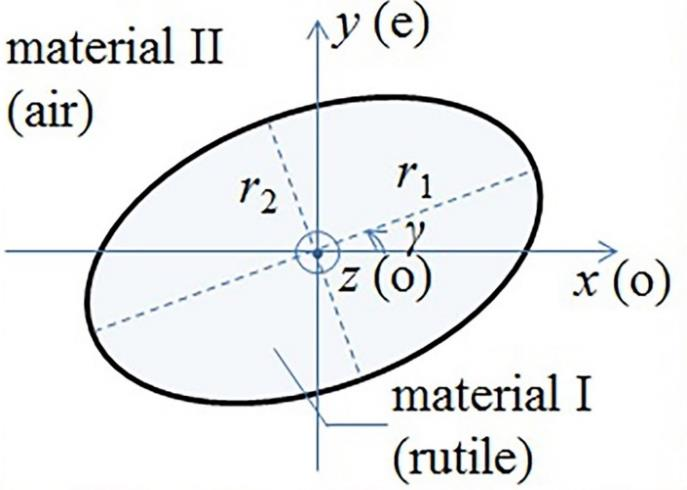 y (e)
material II
(air)
r₂
r₁
γ
z (o)
x (o)
material I
(rutile)